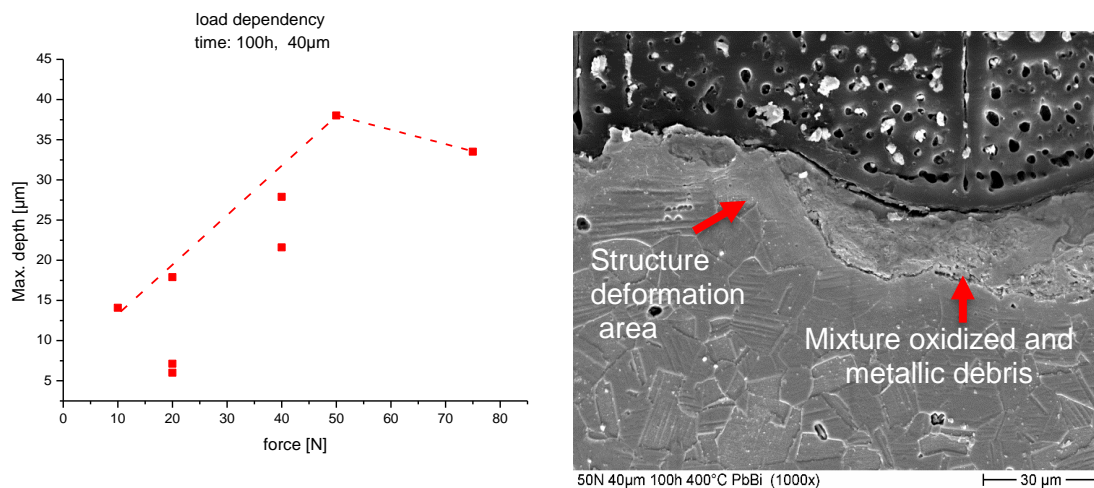 load dependency
time: 100h, 40µm
45
40
35
30
25
20
15
10
5
Max. depth [µm]
0
10
20
30
40
50
60
70
80
force [N]
Structure
deformation
area
Mixture oxidized and
metallic debris
50N 40µm 100h 400°C PbBi (1000x)
30 µm